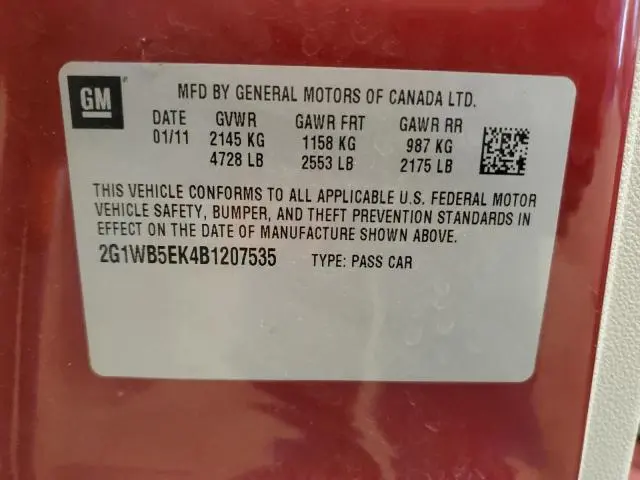 GM
MFD BY GENERAL MOTORS OF CANADA LTD.
DATE GVWR GAWR FRT GAWR RR
01/11 2145 KG 1158 KG 987 KG
4728 LB 2553 LB 2175 LB
THIS VEHICLE CONFORMS TO ALL APPLICABLE U.S. FEDERAL MOTOR
VEHICLE SAFETY, BUMPER, AND THEFT PREVENTION STANDARDS IN
EFFECT ON THE DATE OF MANUFACTURE SHOWN ABOVE.
2G1WB5EK4B1207535 TYPE: PASS CAR